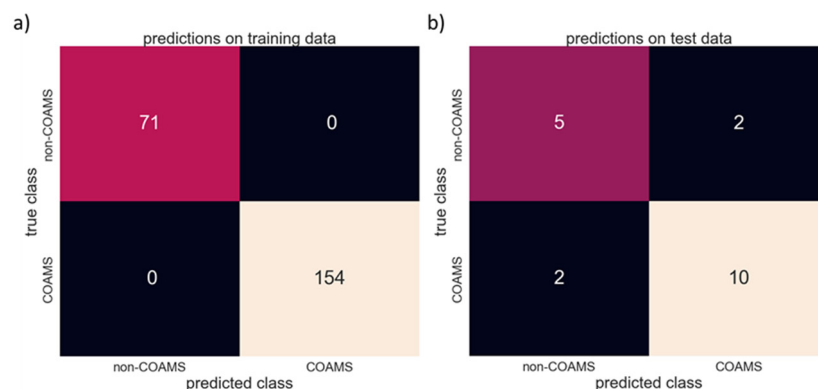 a)
predictions on training data
true class
non-COAMS
COAMS
71
0
0
154
non-COAMS
COAMS
predicted class
b)
predictions on test data
true class
non-COAMS
COAMS
5
2
2
10
non-COAMS
COAMS
predicted class